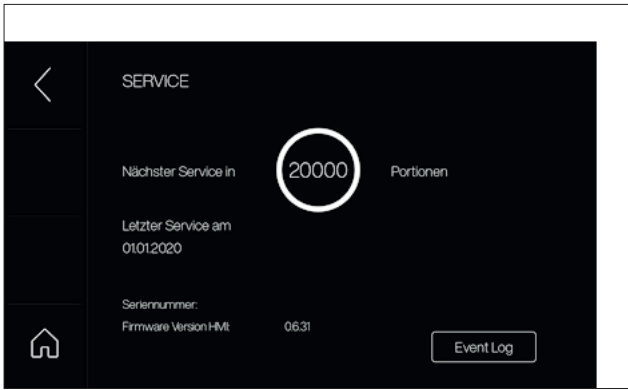 SERVICE
Nächster Service in 20000 Portionen
Letzter Service am
01.01.2020
Seriennummer:
Firmware Version HMI: 0.6.31
Event Log